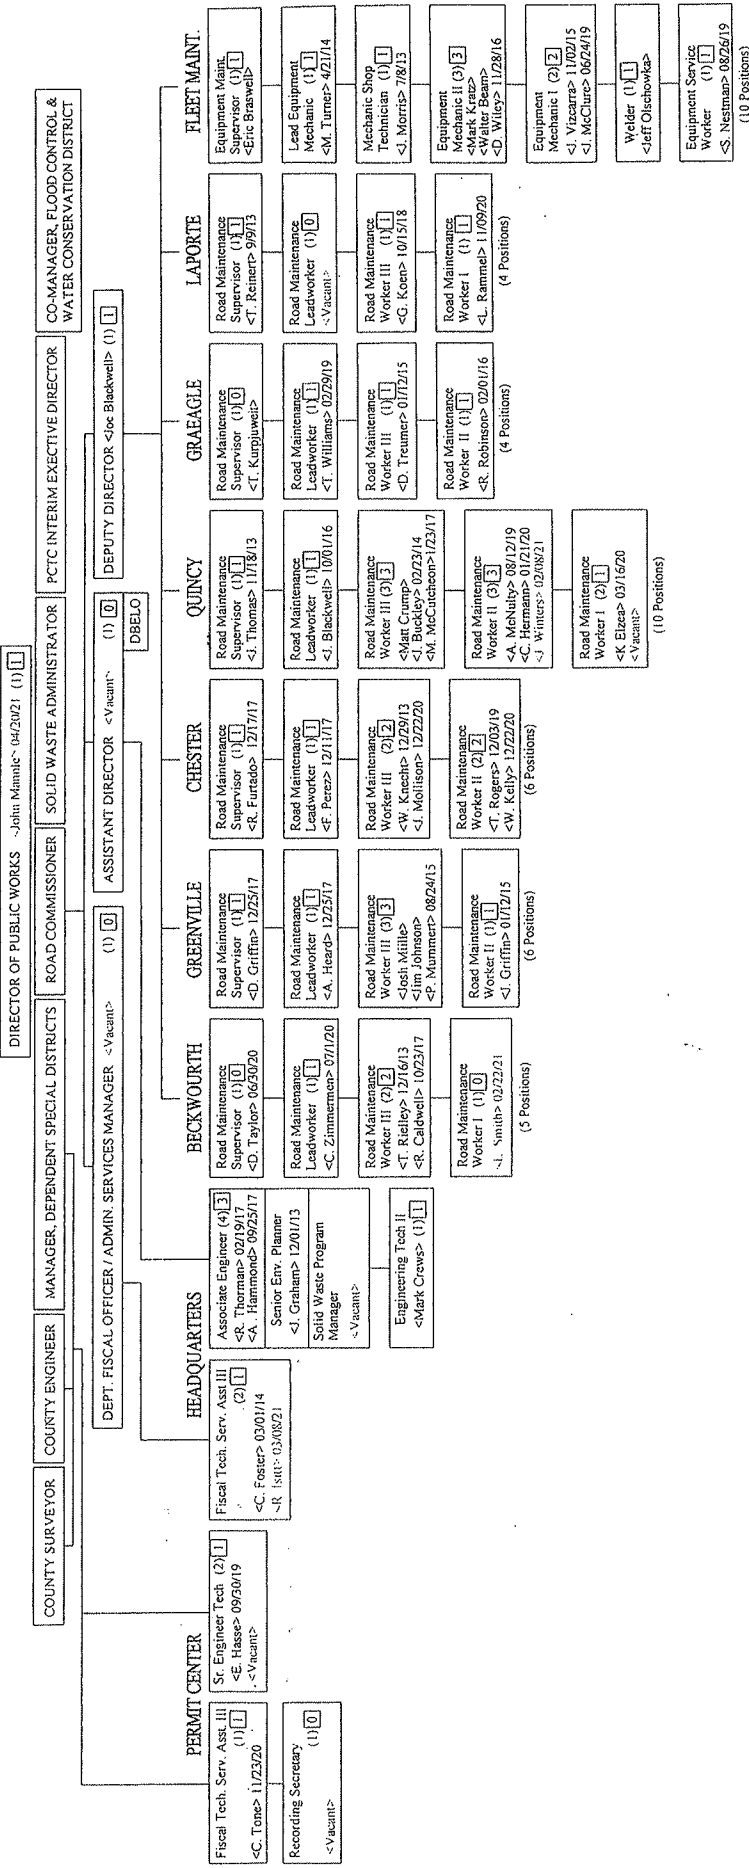 DIRECTOR OF PUBLIC WORKS (1) 1
COUNTY SURVEYOR
COUNTY ENGINEER
MANAGER, DEPENDENT SPECIAL DISTRICTS
ROAD COMMISSIONER
SOLID WASTE ADMINISTRATOR
PCTC INTERIM EXECTIVE DIRECTOR
CO-MANAGER, FLOOD CONTROL &
WATER CONSERVATION DISTRICT
DEPT. FISCAL OFFICER / ADMIN. SERVICES MANAGER <Vacant> (1) 0
ASSISTANT DIRECTOR <Vacant> (1) 0
DBELO
DEPUTY DIRECTOR <Joe Blackwell> (1) 1
PERMIT CENTER
Fiscal Tech. Serv. Asst. III
(1) 1
<C. Tone> 11/23/20
Recording Secretary
(1) 0
<Vacant>
Sr. Engineer Tech (2) 1
<E. Hasse> 09/30/19
<Vacant>
HEADQUARTERS
Fiscal Tech. Serv. Asst III
(2) 1
<C. Foster> 03/01/14
03/08/21
Associate Engineer (4) 3
<R. Thorman> 02/19/17
<A. Hammond> 09/25/17
Senior Env. Planner
<J. Graham> 12/01/13
Solid Waste Program
Manager
<Vacant>
Engineering Tech II
<Mark Crews> (1) 1
BECKWOURTH
Road Maintenance
Supervisor (1) 0
<D. Taylor> 06/30/20
Road Maintenance
Leadworker (1) 1
<C. Zimmermen> 07/1/20
Road Maintenance
Worker III (2) 2
<T. Rielley> 12/16/13
<R. Caldwell> 10/23/17
Road Maintenance
Worker I (1) 0
Smith> 02/22/21
(5 Positions)
GREENVILLE
Road Maintenance
Supervisor (1) 1
<D. Griffin> 12/25/17
Road Maintenance
Leadworker (1) 1
<A. Heard> 12/25/17
Road Maintenance
Worker III (3) 3
<Josh Miille>
<Jim Johnson>
<P. Mummert> 08/24/15
Road Maintenance
Worker II (1) 1
<J. Griffin> 01/12/15
(6 Positions)
CHESTER
Road Maintenance
Supervisor (1) 1
<R. Furtado> 12/17/17
Road Maintenance
Leadworker (1) 1
<F. Perez> 12/11/17
Road Maintenance
Worker III (2) 2
<W. Knecht> 12/29/13
<J. Mollison> 12/22/20
Road Maintenance
Worker II (2) 2
<T. Rogers> 12/03/19
<W. Kelly> 12/22/20
(6 Positions)
QUINCY
Road Maintenance
Supervisor (1) 1
<J. Thomas> 11/18/13
Road Maintenance
Leadworker (1) 1
<J. Blackwell> 10/01/16
Road Maintenance
Worker III (3) 3
<Matt Crump>
<J. Buckley> 02/23/14
<M. McCutcheon>1/23/17
Road Maintenance
Worker II (3) 3
<A. McNulty> 08/12/19
<C. Hermann> 01/21/20
<J. Winters> 02/08/21
Road Maintenance
Worker I (2) 1
<K Elzea> 03/16/20
<Vacant>
(10 Positions)
GRAEAGLE
Road Maintenance
Supervisor (1) 0
<T. Kurpjuweit>
Road Maintenance
Leadworker (1) 1
<T. Williams> 02/29/19
Road Maintenance
Worker III (1) 1
<D. Treumer> 01/12/15
Road Maintenance
Worker II (1) 1
<R. Robinson> 02/01/16
(4 Positions)
LAPORTE
Road Maintenance
Supervisor (1) 1
<T. Reinert> 9/9/13
Road Maintenance
Leadworker (1) 0
<Vacant>
Road Maintenance
Worker III (1) 1
<G. Koen> 10/15/18
Road Maintenance
Worker I (1) 1
<L. Rammel> 11/09/20
(4 Positions)
FLEET MAINT.
Equipment Maint.
Supervisor (1) 1
<Eric Braswell>
Lead Equipment
Mechanic (1) 1
<M. Turner> 4/21/14
Mechanic Shop
Technician (1) 1
<J. Morris> 7/8/13
Equipment
Mechanic II (3) 3
<Mark Kratz>
<Walter Beam>
<D. Wiley> 11/28/16
Equipment
Mechanic I (2) 2
<J. Vizcarra> 11/02/15
<J. McClure> 06/24/19
Welder (1) 1
<Jeff Olschowka>
Equipment Service
Worker (1) 1
<S. Nestman> 08/26/19
(10 Positions)